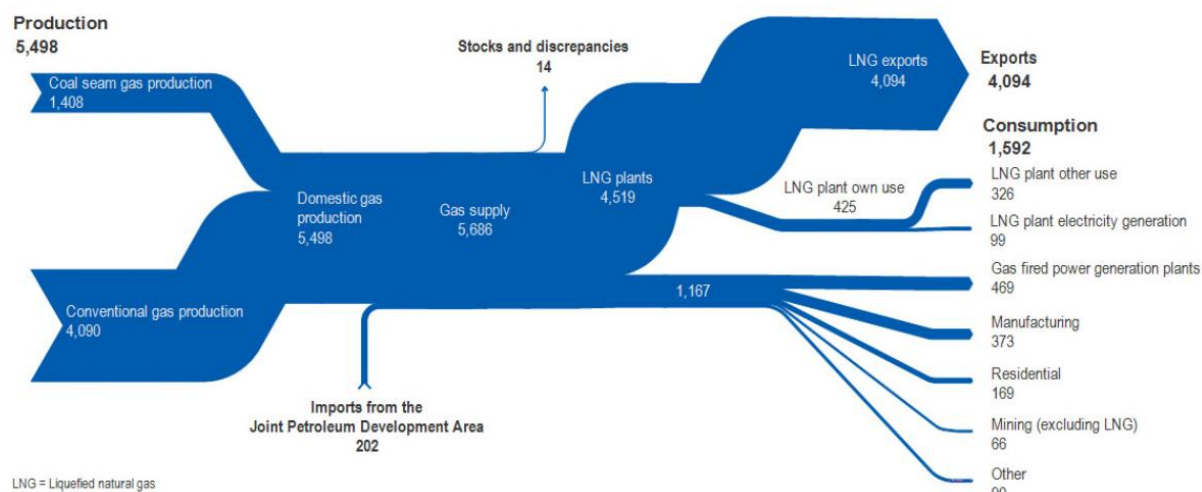 Production
5,498
Coal seam gas production
1,408
Conventional gas production
4,090
Domestic gas
production
5,498
Stocks and discrepancies
14
Gas supply
5,686
Imports from the
Joint Petroleum Development Area
202
LNG plants
4,519
LNG exports
4,094
Exports
4,094
Consumption
1,592
LNG plant own use
425
LNG plant other use
326
LNG plant electricity generation
99
1,167
Gas fired power generation plants
469
Manufacturing
373
Residential
169
Mining (excluding LNG)
66
Other
LNG = Liquefied natural gas